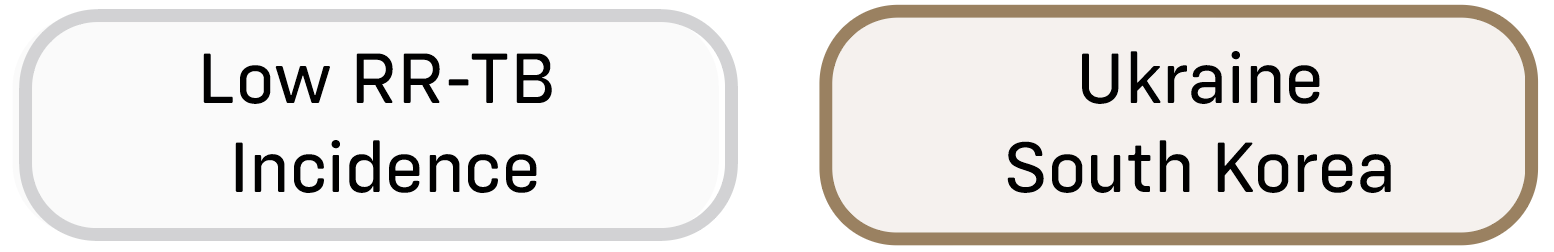 Low RR-TB
Incidence
Ukraine
South Korea